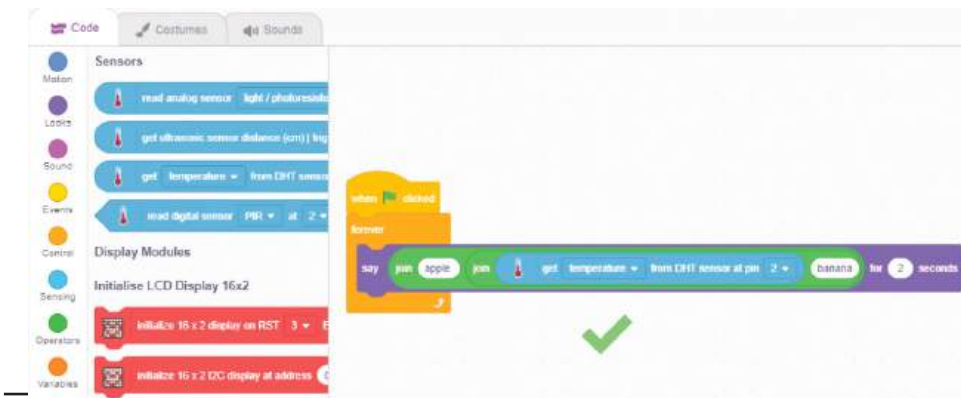 Code
Costumes
Sounds
Motion
Looks
Sound
Events
Control
Sensing
Operators
Variables
Sensors
read analog sensor light / photoresisto
get ultrasonic sensor distance (cm) | trig
get temperature from DHT sensor
read digital sensor PIR at 2
Display Modules
Initialise LCD Display 16x2
initialize 16 x 2 display on RST 3 E
initialize 16 x 2 I2C display at address
when clicked
forever
say join apple join get temperature from DHT sensor at pin 2 banana for 2 seconds